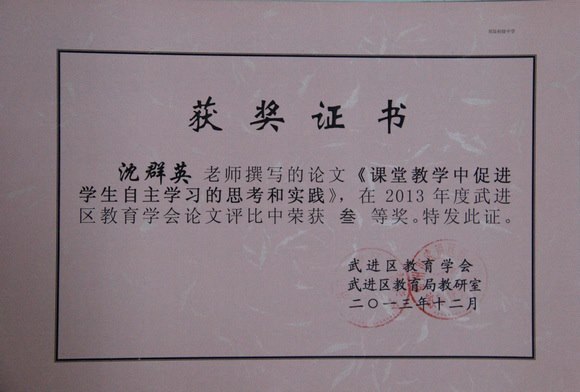 获奖证书
沈群英 老师撰写的论文《课堂教学中促进
学生自主学习的思考和实践》，在 2013 年度武进
区教育学会论文评比中荣获 叁 等奖。特发此证。
武进区教育学会
武进区教育局教研室
二〇一三年十二月